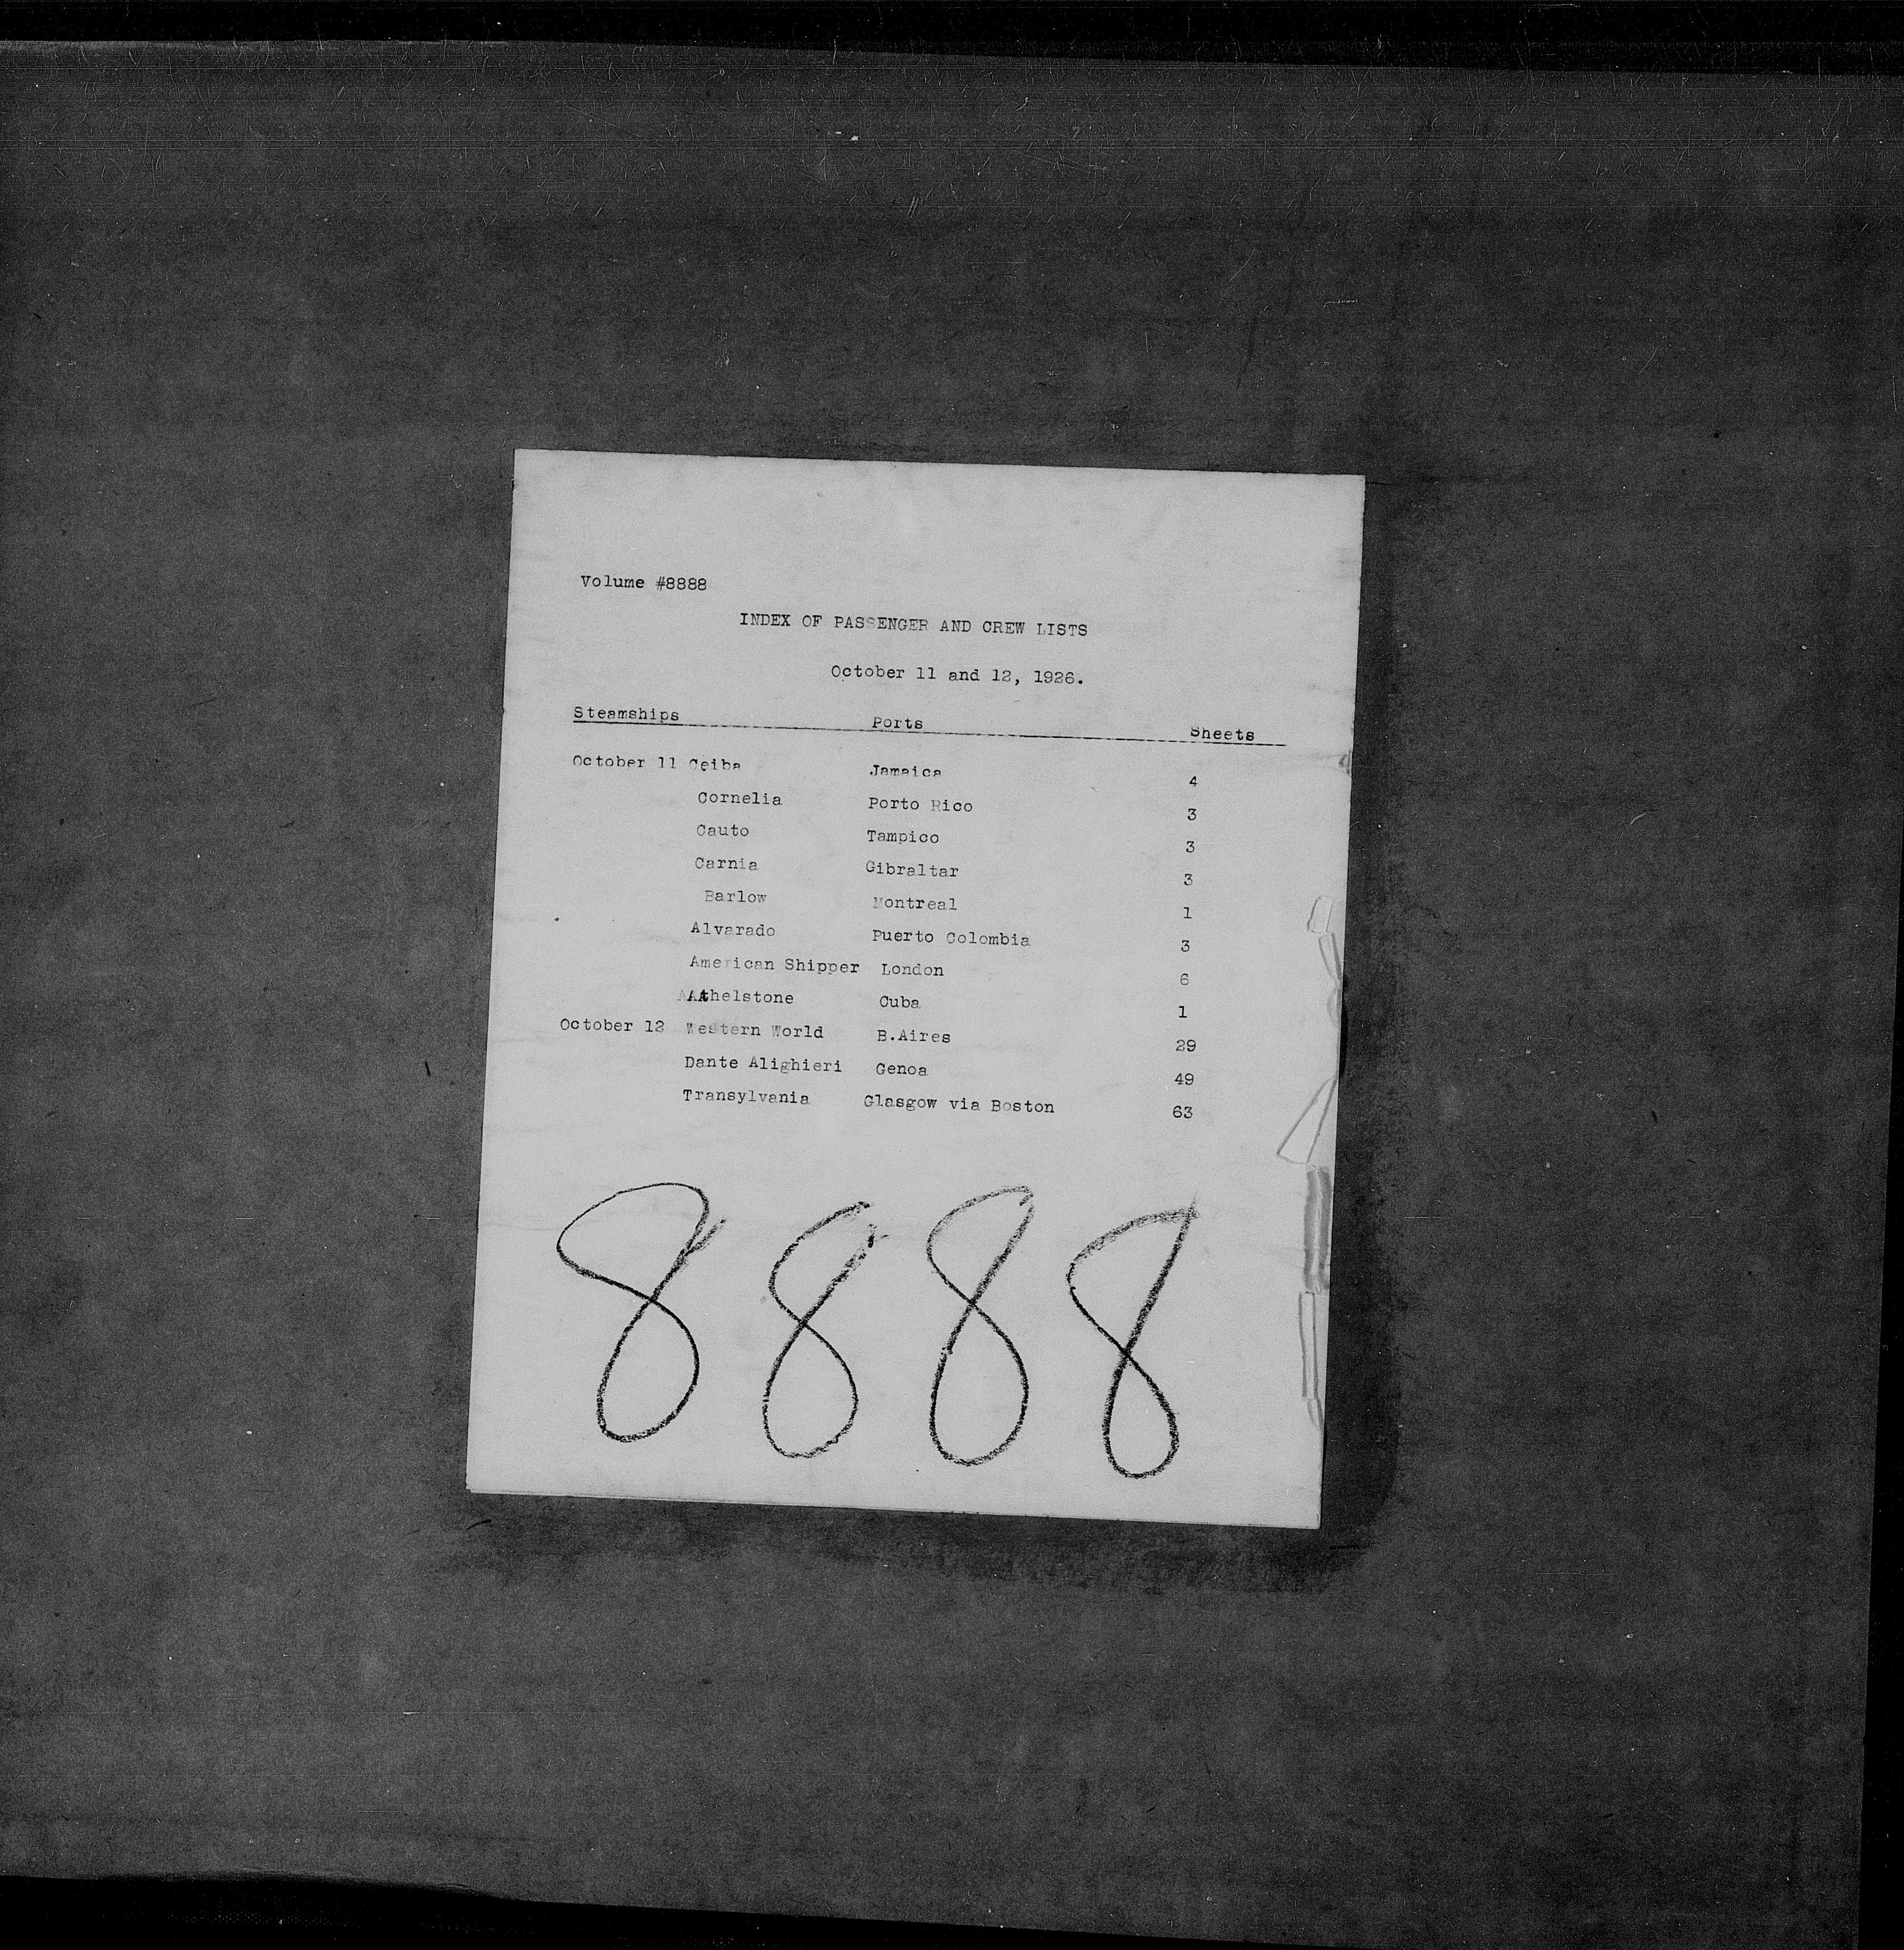 Volume #8888
INDEX OF PASSENGER AND CREW LISTS
October 11 and 12, 1926.
Steamships Ports Sheets
October 11 Ceiba Jamaica 4
Cornelia Porto Rico 3
Cauto Tampico 3
Carnia Gibraltar 3
Barlow Montreal 1
Alvarado Puerto Colombia 3
American Shipper London 6
Athelstone Cuba 1
October 12 Western World B.Aires 29
Dante Alighieri Genoa 49
Transylvania Glasgow via Boston 63
8888